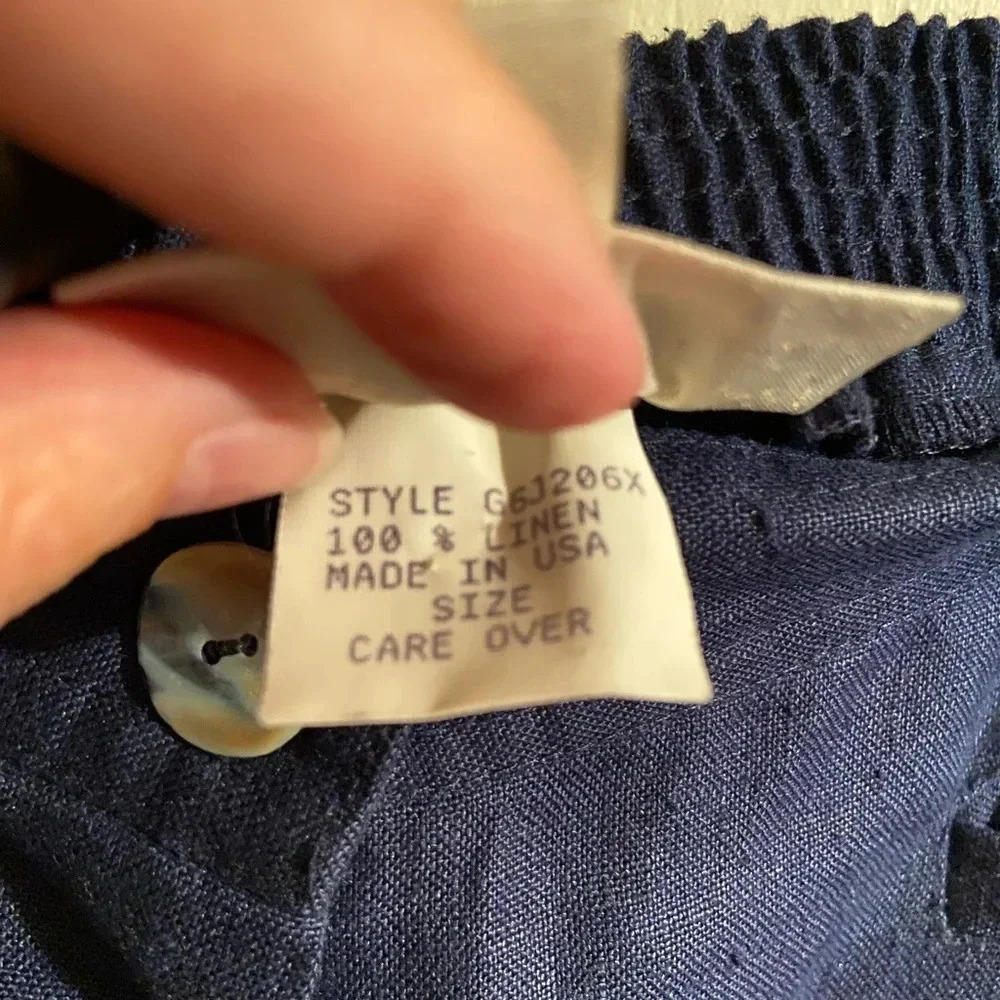 STYLE G6J206X
100 % LINEN
MADE IN USA
SIZE
CARE OVER